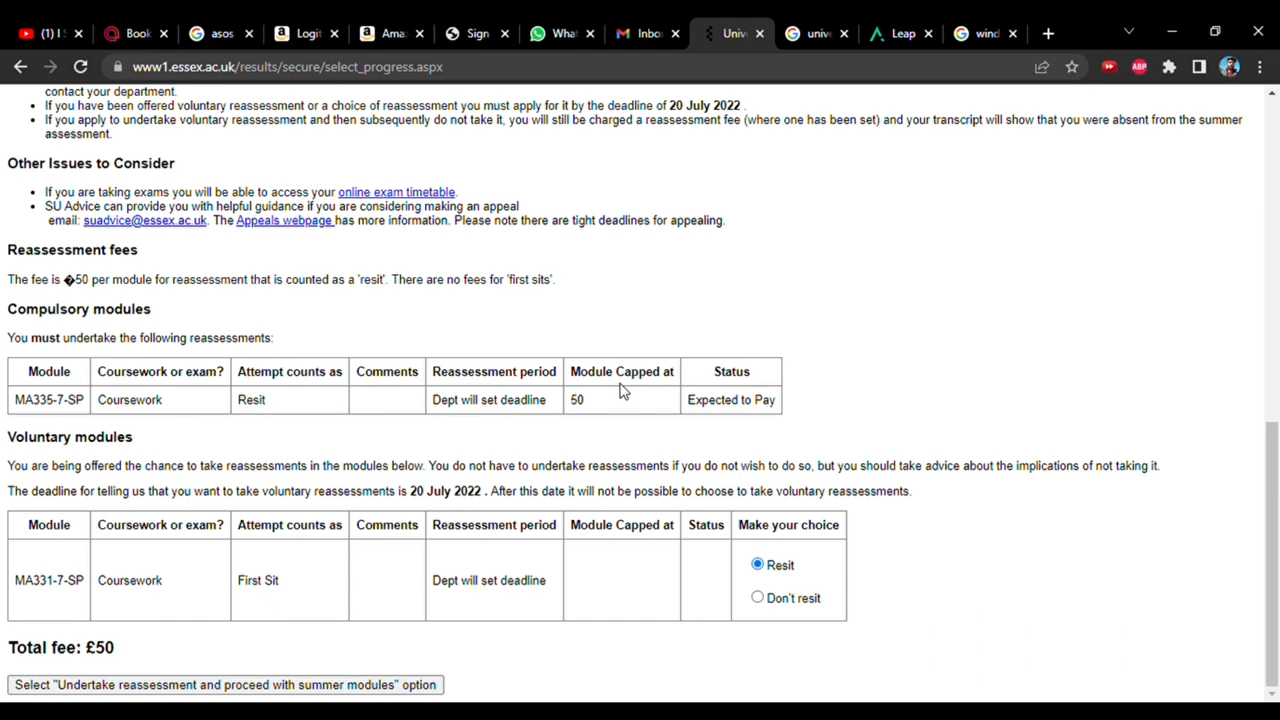 (1) I S
Book
asos
Logit
Amaz
Sign
What
Inbo
Unive
unive
Leap
wind
www1.essex.ac.uk/results/secure/select_progress.aspx
ABP
contact your department.
• If you have been offered voluntary reassessment or a choice of reassessment you must apply for it by the deadline of 20 July 2022 .
• If you apply to undertake voluntary reassessment and then subsequently do not take it, you will still be charged a reassessment fee (where one has been set) and your transcript will show that you were absent from the summer
assessment.
Other Issues to Consider
• If you are taking exams you will be able to access your online exam timetable.
• SU Advice can provide you with helpful guidance if you are considering making an appeal
email: suadvice@essex.ac.uk. The Appeals webpage has more information. Please note there are tight deadlines for appealing.
Reassessment fees
The fee is �50 per module for reassessment that is counted as a 'resit'. There are no fees for 'first sits'.
Compulsory modules
You must undertake the following reassessments:
Module Coursework or exam? Attempt counts as Comments Reassessment period Module Capped at Status
MA335-7-SP Coursework Resit Dept will set deadline 50 Expected to Pay
Voluntary modules
You are being offered the chance to take reassessments in the modules below. You do not have to undertake reassessments if you do not wish to do so, but you should take advice about the implications of not taking it.
The deadline for telling us that you want to take voluntary reassessments is 20 July 2022 . After this date it will not be possible to choose to take voluntary reassessments.
Module Coursework or exam? Attempt counts as Comments Reassessment period Module Capped at Status Make your choice
Resit
MA331-7-SP Coursework First Sit Dept will set deadline
Don't resit
Total fee: £50
Select "Undertake reassessment and proceed with summer modules" option